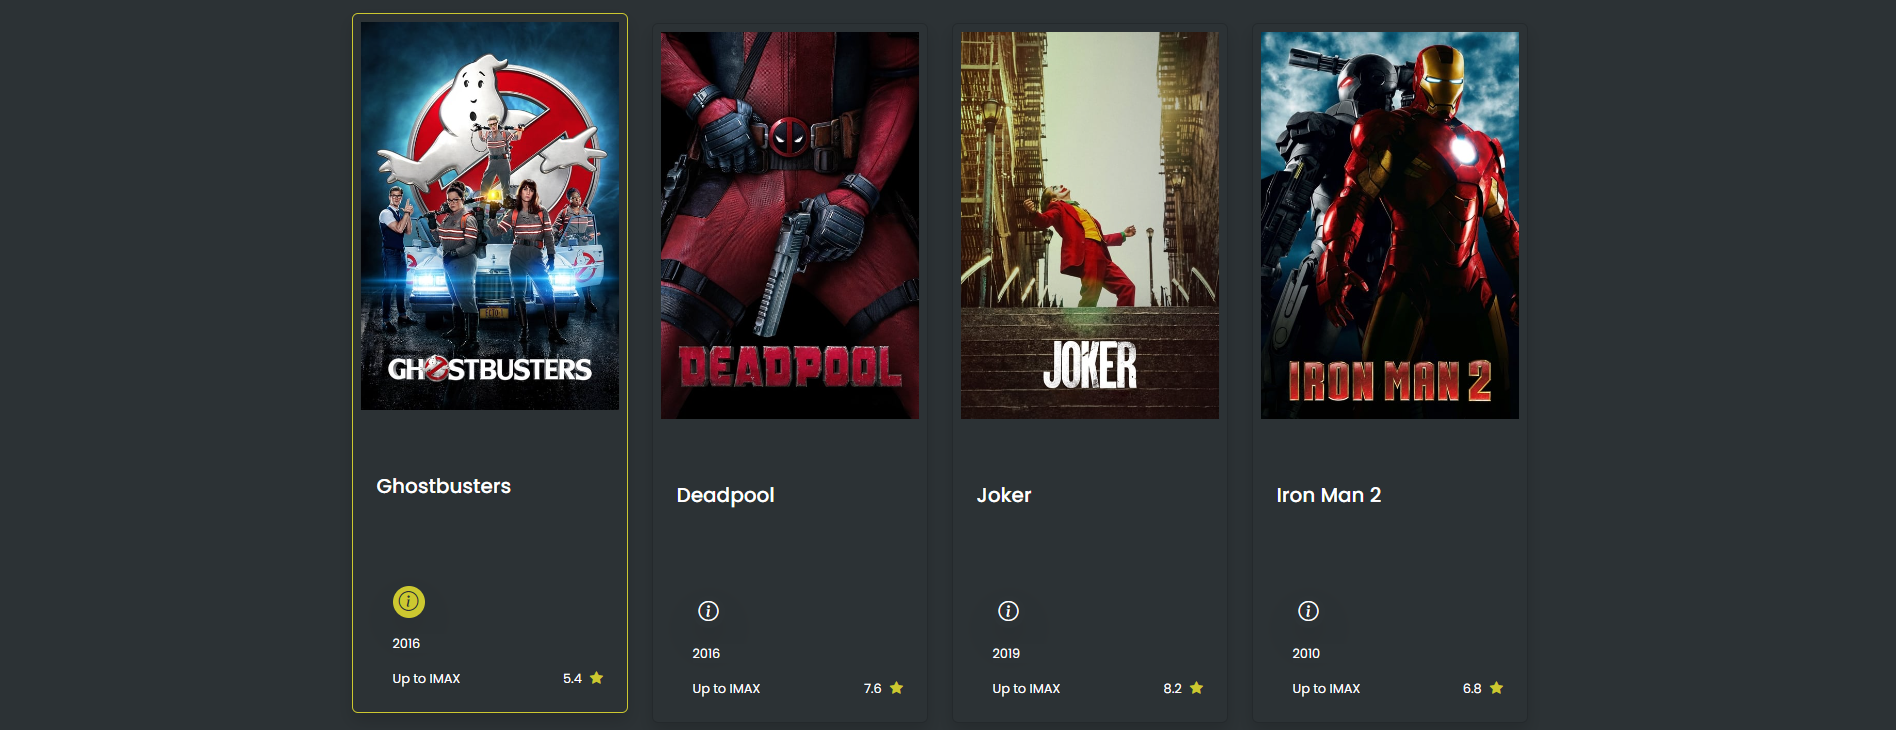 GHOSTBUSTERS
Ghostbusters
2016
Up to IMAX 5.4
DEADPOOL
Deadpool
2016
Up to IMAX 7.6
JOKER
Joker
2019
Up to IMAX 8.2
IRON MAN 2
Iron Man 2
2010
Up to IMAX 6.8